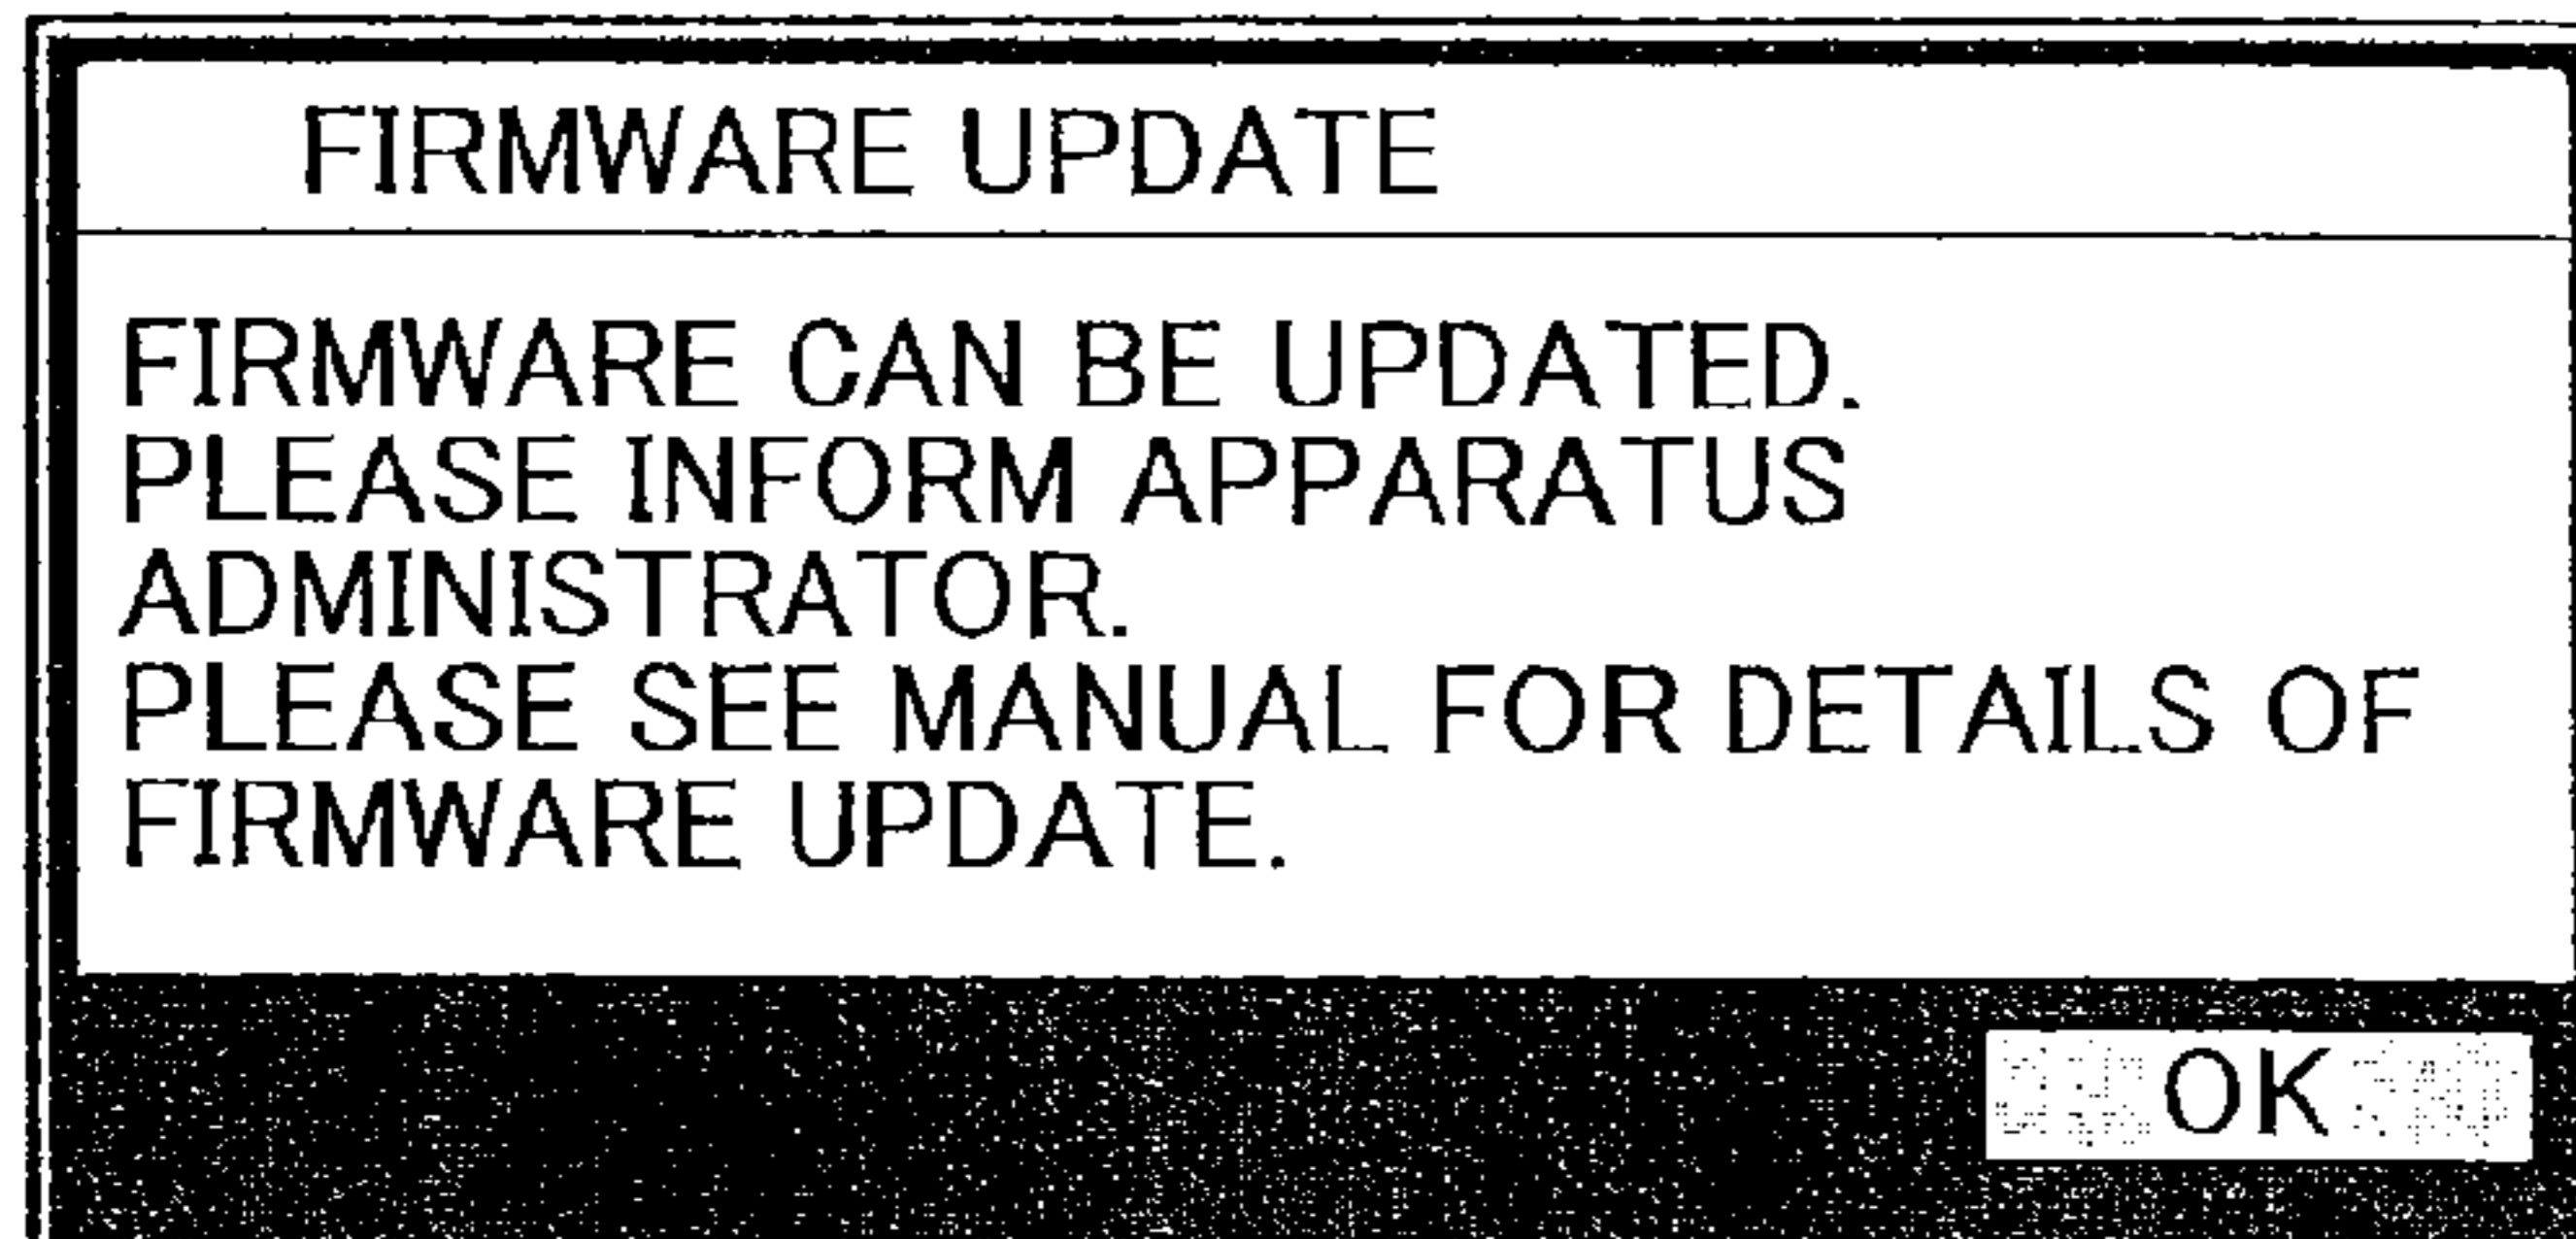 FIRMWARE UPDATE
FIRMWARE CAN BE UPDATED.
PLEASE INFORM APPARATUS
ADMINISTRATOR.
PLEASE SEE MANUAL FOR DETAILS OF
FIRMWARE UPDATE.
OK